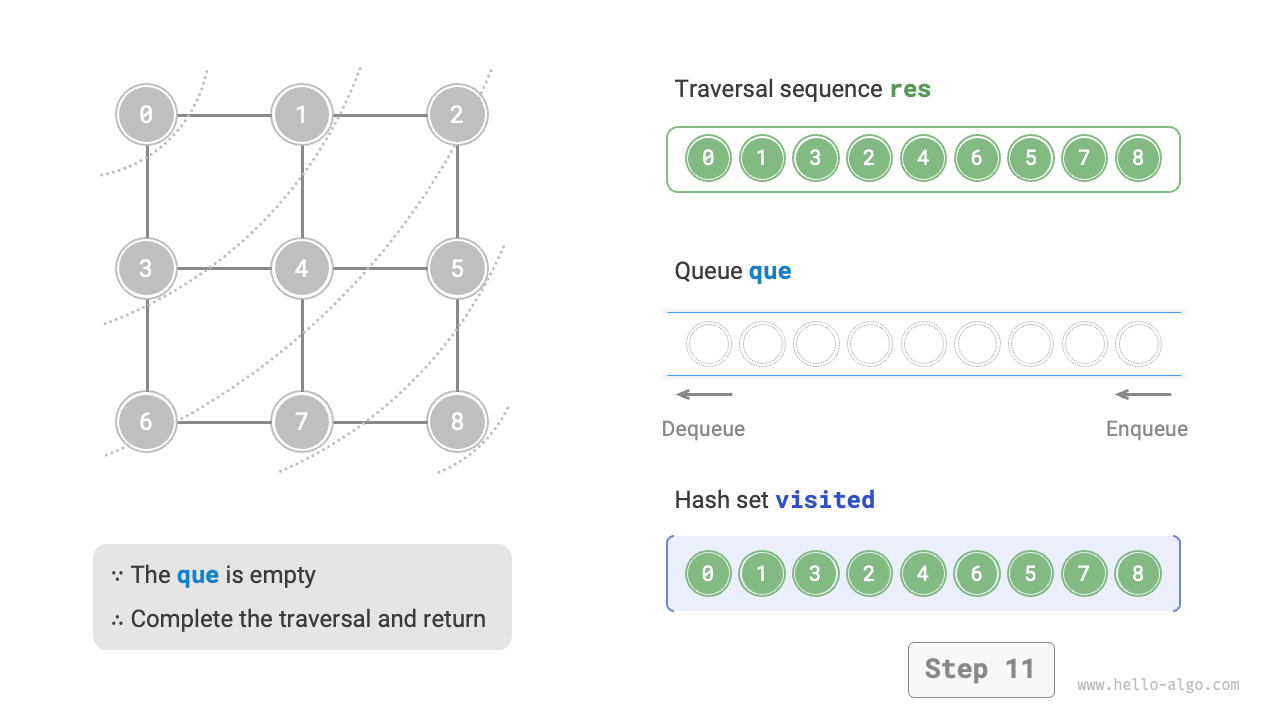 0 1 2
3 4 5
6 7 8
∵ The que is empty
∴ Complete the traversal and return
Traversal sequence res
0 1 3 2 4 6 5 7 8
Queue que
Dequeue Enqueue
Hash set visited
0 1 3 2 4 6 5 7 8
Step 11
www.hello-algo.com